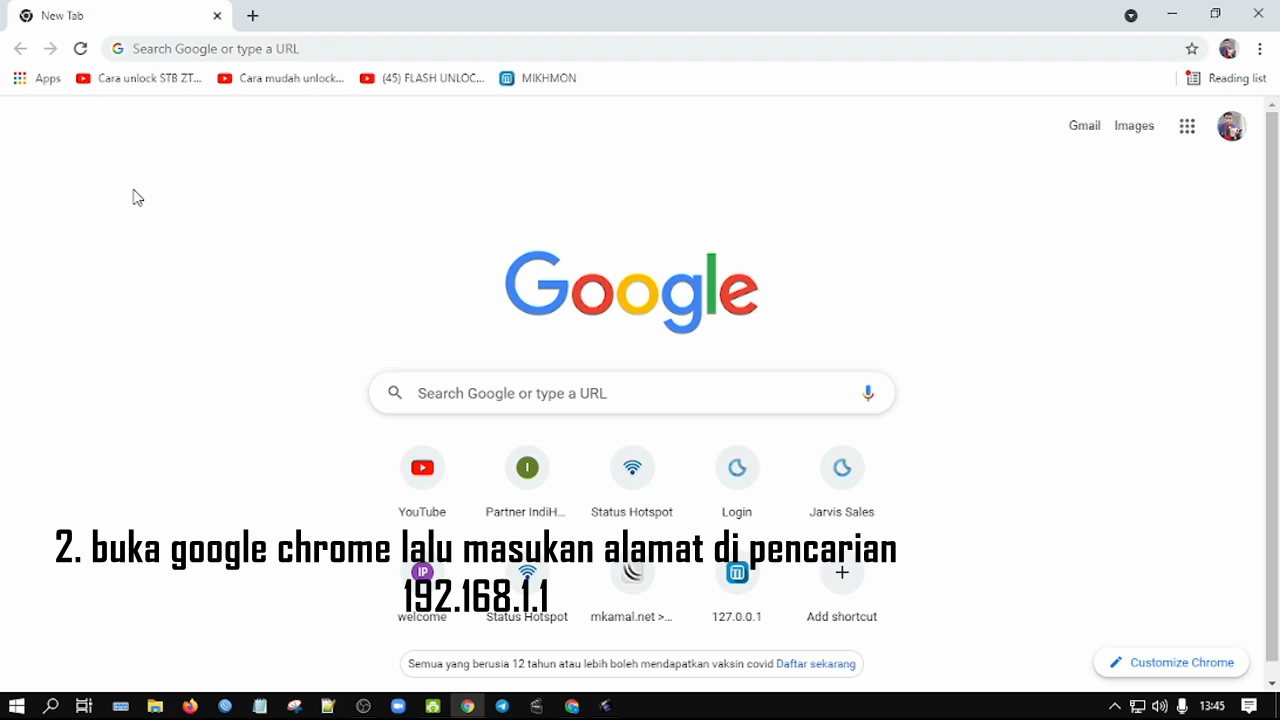 New Tab
Search Google or type a URL
Apps
Cara unlock STB ZT...
Cara mudah unlock...
(45) FLASH UNLOC...
MIKHMON
Reading list
Gmail
Images
Google
Search Google or type a URL
YouTube
Partner IndiH...
Status Hotspot
Login
Jarvis Sales
2. buka google chrome lalu masukan alamat di pencarian
192.168.1.1
IP
welcome
Status Hotspot
mkamal.net >...
127.0.0.1
Add shortcut
Semua yang berusia 12 tahun atau lebih boleh mendapatkan vaksin covid Daftar sekarang
Customize Chrome
13:45